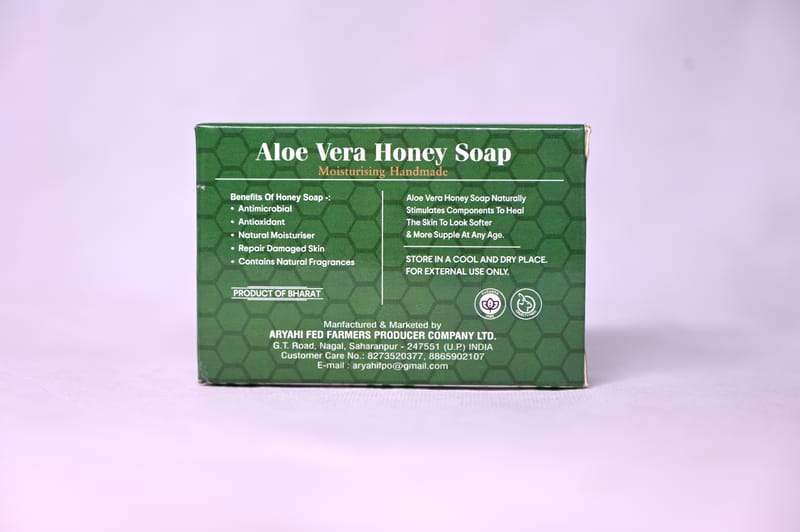 Aloe Vera Honey Soap
Moisturising Handmade
Benefits Of Honey Soap -:
• Antimicrobial
• Antioxidant
• Natural Moisturiser
• Repair Damaged Skin
• Contains Natural Fragrances
PRODUCT OF BHARAT
Aloe Vera Honey Soap Naturally
Stimulates Components To Heal
The Skin To Look Softer
& More Supple At Any Age.
STORE IN A COOL AND DRY PLACE.
FOR EXTERNAL USE ONLY.
Manfactured & Marketed by
ARYAHI FED FARMERS PRODUCER COMPANY LTD.
G.T. Road, Nagal, Saharanpur - 247551 (U.P.) INDIA
Customer Care No.: 8273520377, 8865902107
E-mail : aryahifpo@gmail.com